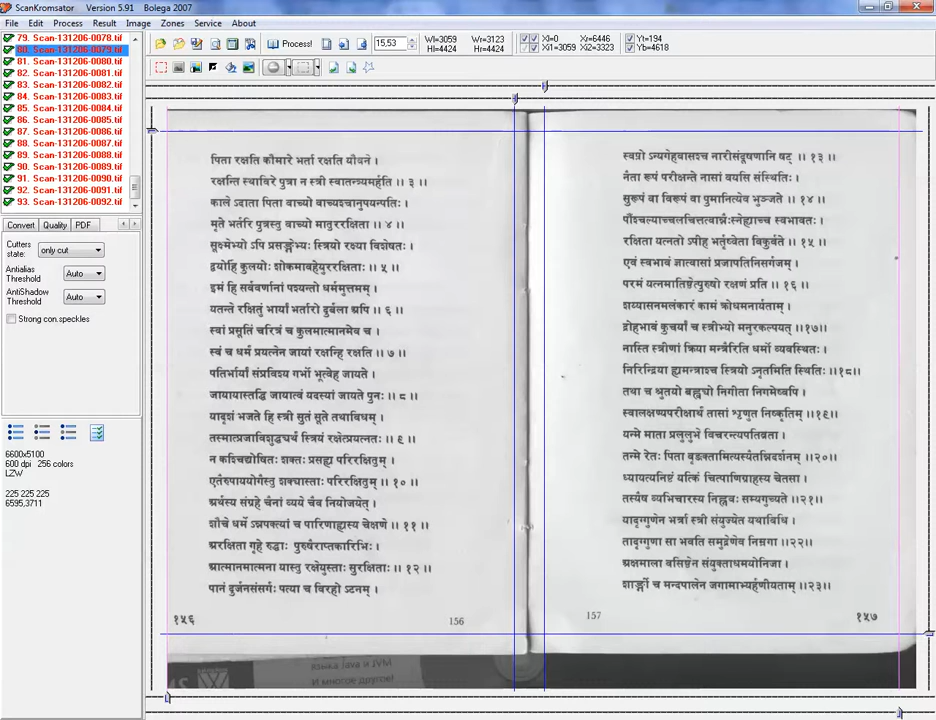 ScanKromsator Version 5.91 Bolega 2007
File Edit Process Result Image Zones Service About
79. Scan-131206-0078.tif
80. Scan-131206-0079.tif
81. Scan-131206-0080.tif
82. Scan-131206-0081.tif
83. Scan-131206-0082.tif
84. Scan-131206-0083.tif
85. Scan-131206-0084.tif
86. Scan-131206-0085.tif
87. Scan-131206-0086.tif
88. Scan-131206-0087.tif
89. Scan-131206-0088.tif
90. Scan-131206-0089.tif
91. Scan-131206-0090.tif
92. Scan-131206-0091.tif
93. Scan-131206-0092.tif
Process!
15,53
Wl=3059
Hl=4424
Wr=3123
Hr=4424
Xl=0
Xl1=3059
Xr=6446
Xi2=3323
Yt=194
Yb=4618
Convert Quality PDF
Cutters state: only cut
Antialias Threshold Auto
AntiShadow Threshold Auto
Strong con.speckles
6600x5100
600 dpi 256 colors
LZW
225 225 225
6595,3711
पिता रक्षति कौमारे भर्ता रक्षति यौवने ।
रक्षन्ति स्थाविरे पुत्रा न स्त्री स्वातन्त्र्यमर्हति ।। ३ ।।
काले ऽदाता पिता वाच्यो वाच्यश्चानुपयन्पतिः ।
मृते भर्तरि पुत्रस्तु वाच्यो मातुररक्षिता ।। ४ ।।
सूक्ष्मेभ्यो ऽपि प्रसङ्गेभ्यः स्त्रियो रक्ष्या विशेषतः ।
द्वयोर्हि कुलयोः शोकमावहेयुररक्षिताः ।। ५ ।।
इमं हि सर्ववर्णानां पश्यन्तो धर्ममुत्तमम् ।
यतन्ते रक्षितुं भार्यां भर्तारो दुर्बला अपि ।। ६ ।।
स्वां प्रसूतिं चरित्रं च कुलमात्मानमेव च ।
स्वं च धर्मं प्रयत्नेन जायां रक्षन्हि रक्षति ।। ७ ।।
पतिर्भार्यां संप्रविश्य गर्भो भूत्वेह जायते ।
जायायास्तद्धि जायात्वं यदस्यां जायते पुनः ।। ८ ।।
यादृशं भजते हि स्त्री सुतं सूते तथाविधम् ।
तस्मात्प्रजाविशुद्ध्यर्थं स्त्रियं रक्षेत्प्रयत्नतः ।। ९ ।।
न कश्चिद्योषितः शक्तः प्रसह्य परिरक्षितुम् ।
एतैरुपाययोगैस्तु शक्यास्ताः परिरक्षितुम् ।। १० ।।
अर्थस्य संग्रहे चैनां व्यये चैव नियोजयेत् ।
शौचे धर्मे ऽन्नपक्त्यां च पारिणाह्यस्य चेक्षणे ।। ११ ।।
अरक्षिता गृहे रुद्धाः पुरुषैराप्तकारिभिः ।
आत्मानमात्मना यास्तु रक्षेयुस्ताः सुरक्षिताः ।। १२ ।।
पानं दुर्जनसंसर्गः पत्या च विरहो ऽटनम् ।
१५६ 156
स्वप्नो ऽन्यगेहवासश्च नारीसंदूषणानि षट् ।। १३ ।।
नैता रूपं परीक्षन्ते नासां वयसि संस्थितिः ।
सुरूपं वा विरूपं वा पुमानित्येव भुञ्जते ।। १४ ।।
पौंश्चल्याच्चलचित्तत्वान्नैःस्नेह्याच्च स्वभावतः ।
रक्षिता यत्नतो ऽपीह भर्तृष्वेता विकुर्वते ।। १५ ।।
एवं स्वभावं ज्ञात्वासां प्रजापतिनिसर्गजम् ।
परमं यत्नमातिष्ठेत्पुरुषो रक्षणं प्रति ।। १६ ।।
शय्यासनमलंकारं कामं क्रोधमनार्यताम् ।
द्रोहभावं कुचर्यां च स्त्रीभ्यो मनुरकल्पयत् ।।१७।।
नास्ति स्त्रीणां क्रिया मन्त्रैरिति धर्मो व्यवस्थितः ।
निरिन्द्रिया ह्यमन्त्राश्च स्त्रियो ऽनृतमिति स्थितिः ।।१८।।
तथा च श्रुतयो बह्व्यो निगीता निगमेष्वपि ।
स्वालक्षण्यपरीक्षार्थं तासां शृणुत निष्कृतिम् ।।१९।।
यन्मे माता प्रलुलुभे विचरन्त्यपतिव्रता ।
तन्मे रेतः पिता वृङ्क्तामित्यस्यैतन्निदर्शनम् ।।२०।।
ध्यायत्यनिष्टं यत्किं चित्पाणिग्राहस्य चेतसा ।
तस्यैष व्यभिचारस्य निह्नवः सम्यगुच्यते ।।२१।।
यादृग्गुणेन भर्त्रा स्त्री संयुज्येत यथाविधि ।
तादृग्गुणा सा भवति समुद्रेणेव निम्नगा ।।२२।।
अक्षमाला वसिष्ठेन संयुक्ताधमयोनिजा ।
शार्ङ्गी च मन्दपालेन जगामाभ्यर्हणीयताम् ।।२३।।
157 १५७
языка Java и JVM
И многое другое!